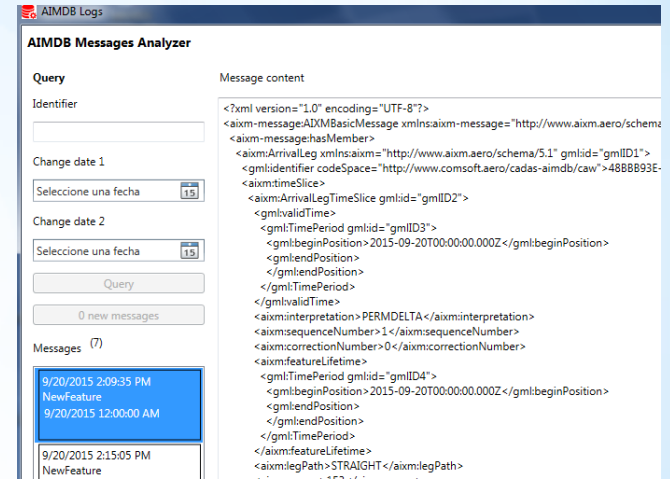 AIMDB Logs
AIMDB Messages Analyzer
Query
Identifier
Change date 1
Seleccione una fecha 15
Change date 2
Seleccione una fecha 15
Query
0 new messages
Messages (7)
9/20/2015 2:09:35 PM
NewFeature
9/20/2015 12:00:00 AM
9/20/2015 2:15:05 PM
NewFeature
Message content
<?xml version="1.0" encoding="UTF-8"?>
<aixm-message:AIXMBasicMessage xmlns:aixm-message="http://www.aixm.aero/schema
<aixm-message:hasMember>
<aixm:ArrivalLeg xmlns:aixm="http://www.aixm.aero/schema/5.1" gml:id="gmlID1">
<gml:identifier codeSpace="http://www.comsoft.aero/cadas-aimdb/caw">48BBB93E-
<aixm:timeSlice>
<aixm:ArrivalLegTimeSlice gml:id="gmlID2">
<gml:validTime>
<gml:TimePeriod gml:id="gmlID3">
<gml:beginPosition>2015-09-20T00:00:00.000Z</gml:beginPosition>
<gml:endPosition>
</gml:endPosition>
</gml:TimePeriod>
</gml:validTime>
<aixm:interpretation>PERMDELTA</aixm:interpretation>
<aixm:sequenceNumber>1</aixm:sequenceNumber>
<aixm:correctionNumber>0</aixm:correctionNumber>
<aixm:featureLifetime>
<gml:TimePeriod gml:id="gmlID4">
<gml:beginPosition>2015-09-20T00:00:00.000Z</gml:beginPosition>
<gml:endPosition>
</gml:endPosition>
</gml:TimePeriod>
</aixm:featureLifetime>
<aixm:legPath>STRAIGHT</aixm:legPath>